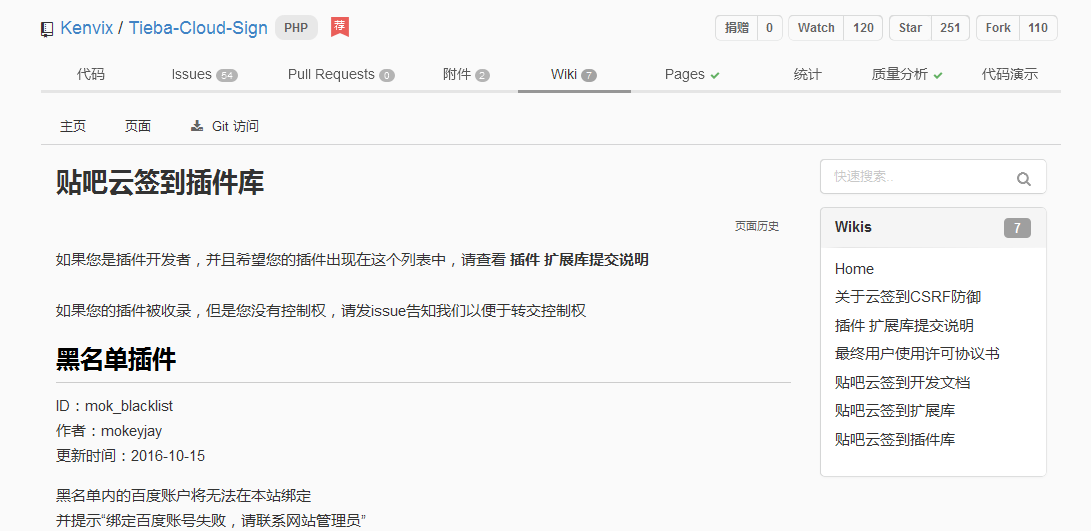 Kenvix / Tieba-Cloud-Sign PHP 荐 捐赠 0 Watch 120 Star 251 Fork 110
代码 Issues 54 Pull Requests 0 附件 2 Wiki 7 Pages 统计 质量分析 代码演示
主页 页面 Git 访问
贴吧云签到插件库
页面历史
如果您是插件开发者，并且希望您的插件出现在这个列表中，请查看 插件 扩展库提交说明
如果您的插件被收录，但是您没有控制权，请发issue告知我们以便于转交控制权
黑名单插件
ID：mok_blacklist
作者：mokeyjay
更新时间：2016-10-15
黑名单内的百度账户将无法在本站绑定
并提示“绑定百度账号失败，请联系网站管理员”
快速搜索..
Wikis 7
Home
关于云签到CSRF防御
插件 扩展库提交说明
最终用户使用许可协议书
贴吧云签到开发文档
贴吧云签到扩展库
贴吧云签到插件库